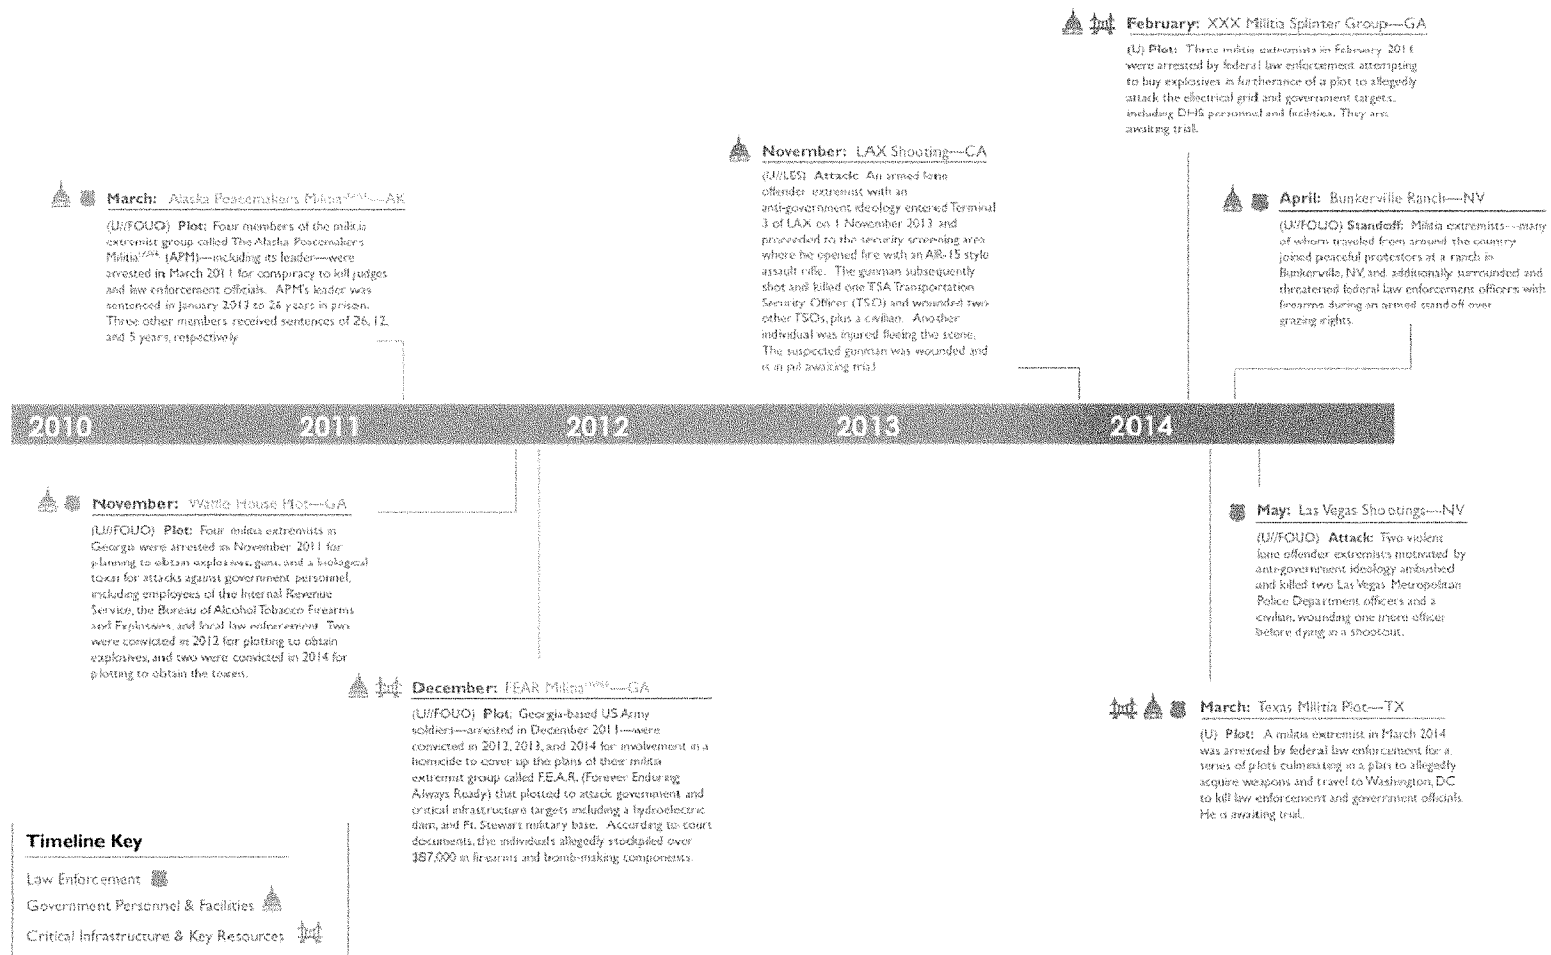 February: XXX Militia Splinter Group—GA
(U) Plot: Three militia extremists in February 2014
were arrested by federal law enforcement attempting
to buy explosives in furtherance of a plot to allegedly
attack the electrical grid and government targets,
including DHS personnel and facilities. They are
awaiting trial.
November: LAX Shooting—CA
(U//LES) Attack: An armed lone
offender extremist with an
anti-government ideology entered Terminal
3 of LAX on 1 November 2013 and
proceeded to the security screening area
where he opened fire with an AR-15 style
assault rifle. The gunman subsequently
shot and killed one TSA Transportation
Security Officer (TSO) and wounded two
other TSOs, plus a civilian. Another
individual was injured fleeing the scene.
The suspected gunman was wounded and
is in jail awaiting trial.
March: Alaska Peacemakers Militia—AK
(U//FOUO) Plot: Four members of the militia
extremist group called The Alaska Peacemakers
Militia (APM)—including its leader—were
arrested in March 2011 for conspiracy to kill judges
and law enforcement officials. APM's leader was
sentenced in January 2013 to 26 years in prison.
Three other members received sentences of 26, 12,
and 5 years, respectively
April: Bunkerville Ranch—NV
(U//FOUO) Standoff: Militia extremists—many
of whom traveled from around the country
joined peaceful protestors at a ranch in
Bunkerville, NV, and additionally surrounded and
threatened federal law enforcement officers with
firearms during an armed standoff over
grazing rights.
2010 2011 2012 2013 2014
November: Waffle House Plot—GA
(U//FOUO) Plot: Four militia extremists in
Georgia were arrested in November 2011 for
planning to obtain explosives, guns, and a biological
toxin for attacks against government personnel,
including employees of the Internal Revenue
Service, the Bureau of Alcohol Tobacco Firearms
and Explosives, and local law enforcement. Two
were convicted in 2012 for plotting to obtain
explosives, and two were convicted in 2014 for
plotting to obtain the toxins.
May: Las Vegas Shootings—NV
(U//FOUO) Attack: Two violent
lone offender extremists motivated by
anti-government ideology ambushed
and killed two Las Vegas Metropolitan
Police Department officers and a
civilian, wounding one more officer
before dying in a shootout.
December: FEAR Militia—GA
(U//FOUO) Plot: Georgia-based US Army
soldiers—arrested in December 2011—were
convicted in 2012, 2013, and 2014 for involvement in a
homicide to cover up the plans of their militia
extremist group called F.E.A.R. (Forever Enduring
Always Ready) that plotted to attack government and
critical infrastructure targets including a hydroelectric
dam, and Ft. Stewart military base. According to court
documents, the individuals allegedly stockpiled over
$87,000 in firearms and bomb-making components.
March: Texas Militia Plot—TX
(U) Plot: A militia extremist in March 2014
was arrested by federal law enforcement for a
series of plots culminating in a plan to allegedly
acquire weapons and travel to Washington, DC
to kill law enforcement and government officials.
He is awaiting trial.
Timeline Key
Law Enforcement
Government Personnel & Facilities
Critical Infrastructure & Key Resources